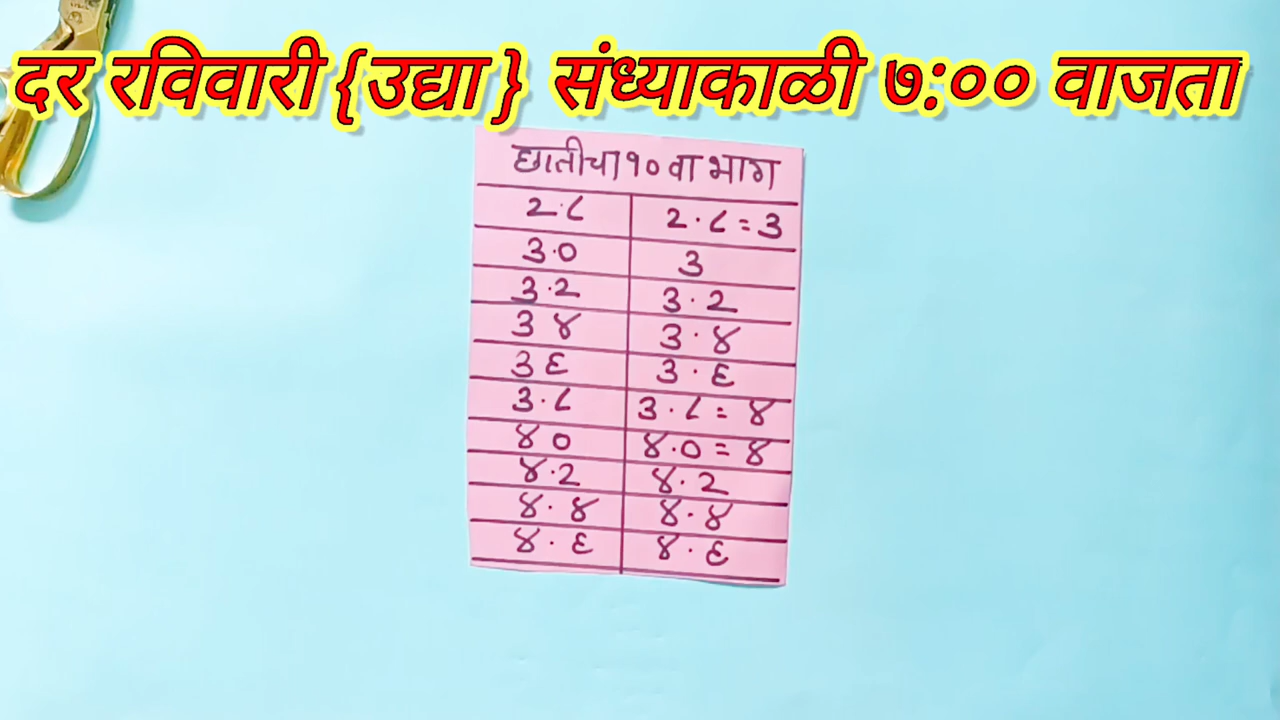 दर रविवारी {उद्या} संध्याकाळी ७:०० वाजता
छातीचा १० वा भाग
२.८ २.८ = ३
३.० ३
३.२ ३.२
३ ४ ३.४
३ ६ ३.६
३.८ ३.८ = ४
४ ० ४.० = ४
४.२ ४.२
४.४ ४.४
४.६ ४.६